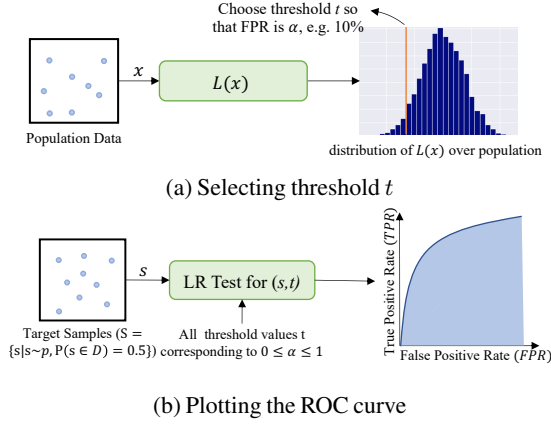 Choose threshold t so
that FPR is α, e.g. 10%
x
L(x)
Population Data
distribution of L(x) over population
(a) Selecting threshold t
s
LR Test for (s,t)
True Positive Rate (TPR)
Target Samples (S =
{s|s~p, P(s ∈ D) = 0.5})
All threshold values t
corresponding to 0 ≤ α ≤ 1
False Positive Rate (FPR)
(b) Plotting the ROC curve